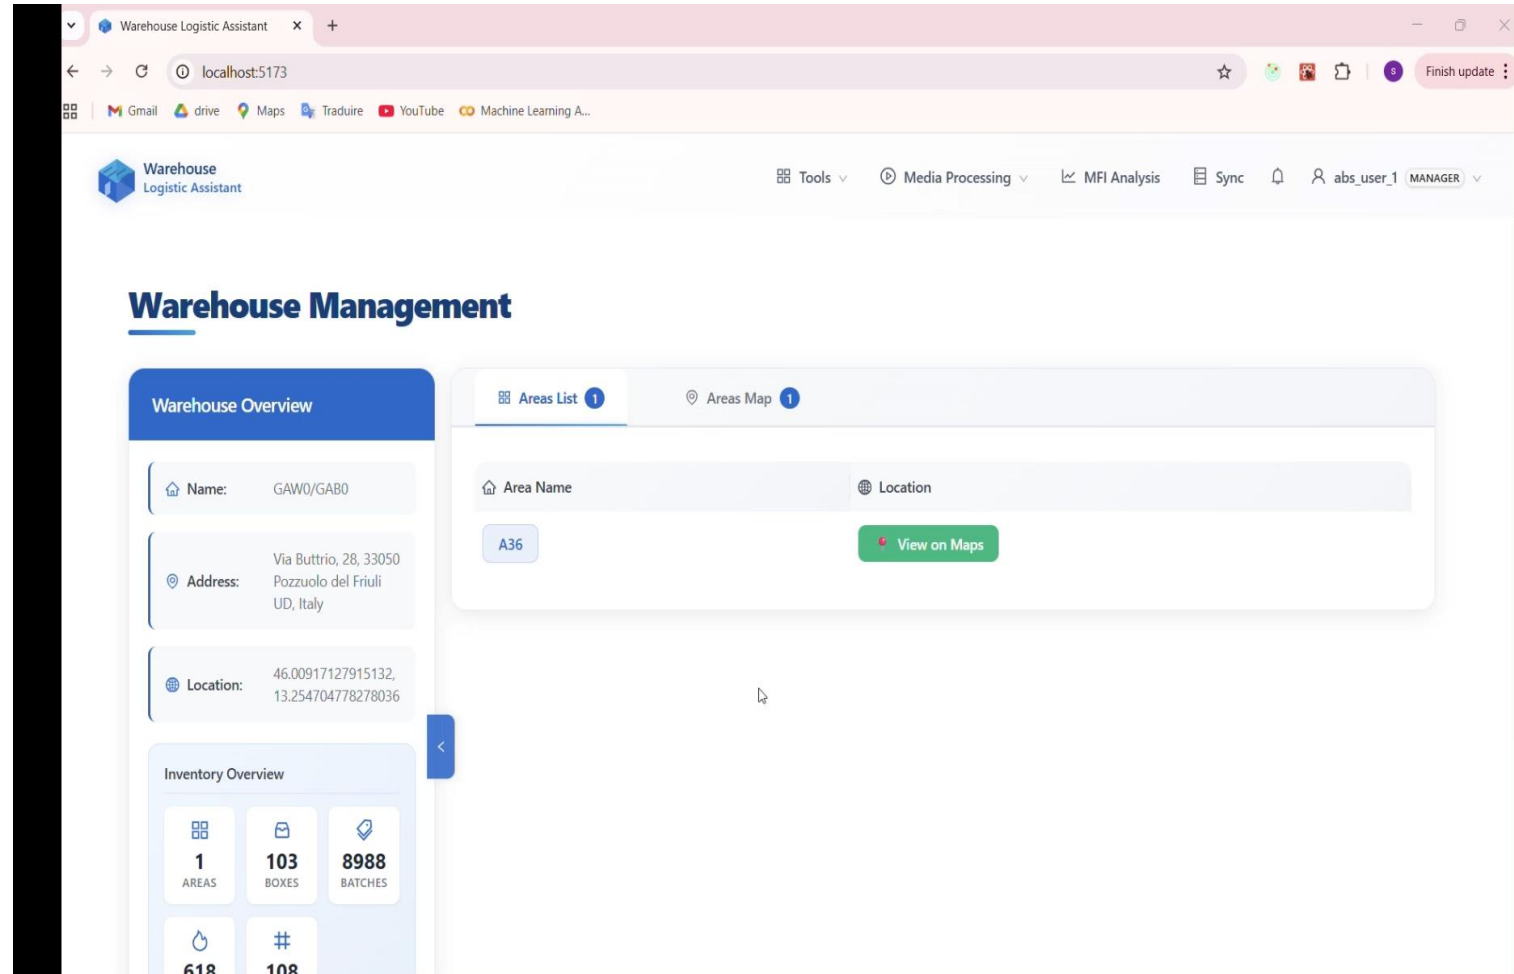 Warehouse Logistic Assistant
localhost:5173
Finish update
S
Gmail drive Maps Traduire YouTube Machine Learning A...
Warehouse
Logistic Assistant
Tools Media Processing MFI Analysis Sync abs_user_1 MANAGER
Warehouse Management
Warehouse Overview
Name: GAW0/GAB0
Address: Via Buttrio, 28, 33050
Pozzuolo del Friuli
UD, Italy
Location: 46.00917127915132,
13.254704778278036
Inventory Overview
1 103 8988
AREAS BOXES BATCHES
618 108
Areas List 1 Areas Map 1
Area Name Location
A36 View on Maps